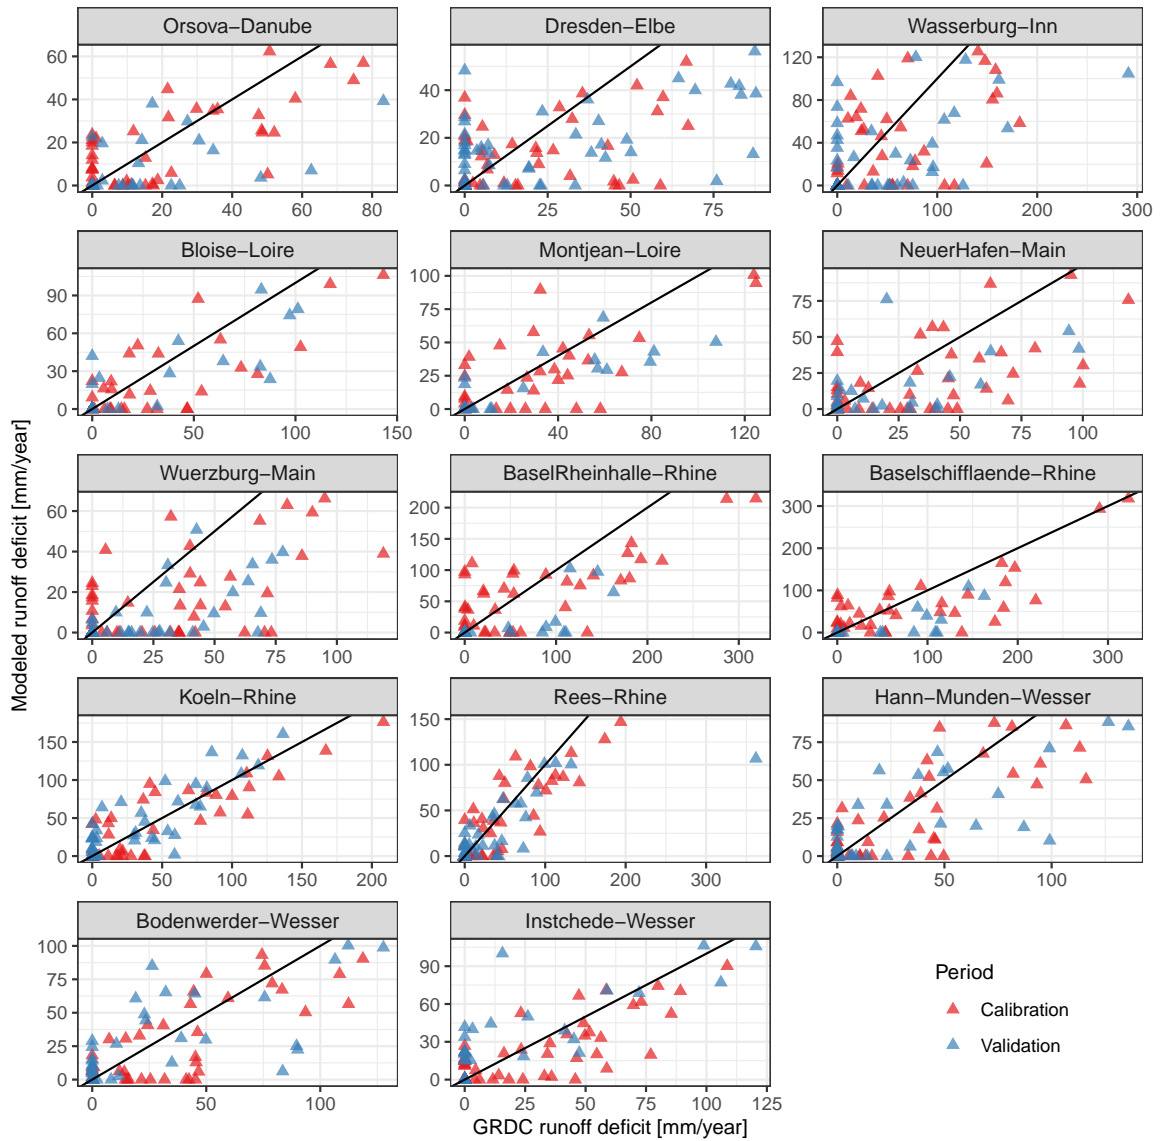 Orsova−Danube
Dresden−Elbe
Wasserburg−Inn
60
40
20
0
0 20 40 60 80
40
20
0
0 25 50 75
120
80
40
0
0 100 200 300
Bloise−Loire
Montjean−Loire
NeuerHafen−Main
90
60
30
0
0 50 100 150
100
75
50
25
0
0 40 80 120
75
50
25
0
0 25 50 75 100
Wuerzburg−Main
BaselRheinhalle−Rhine
Baselschifflaende−Rhine
60
40
20
0
0 25 50 75 100
200
150
100
50
0
0 100 200 300
300
200
100
0
0 100 200 300
Koeln−Rhine
Rees−Rhine
Hann−Munden−Wesser
150
100
50
0
0 50 100 150 200
150
100
50
0
0 100 200 300
75
50
25
0
0 50 100
Bodenwerder−Wesser
Instchede−Wesser
100
75
50
25
0
0 50 100
90
60
30
0
0 25 50 75 100 125
Modeled runoff deficit [mm/year]
GRDC runoff deficit [mm/year]
Period
Calibration
Validation